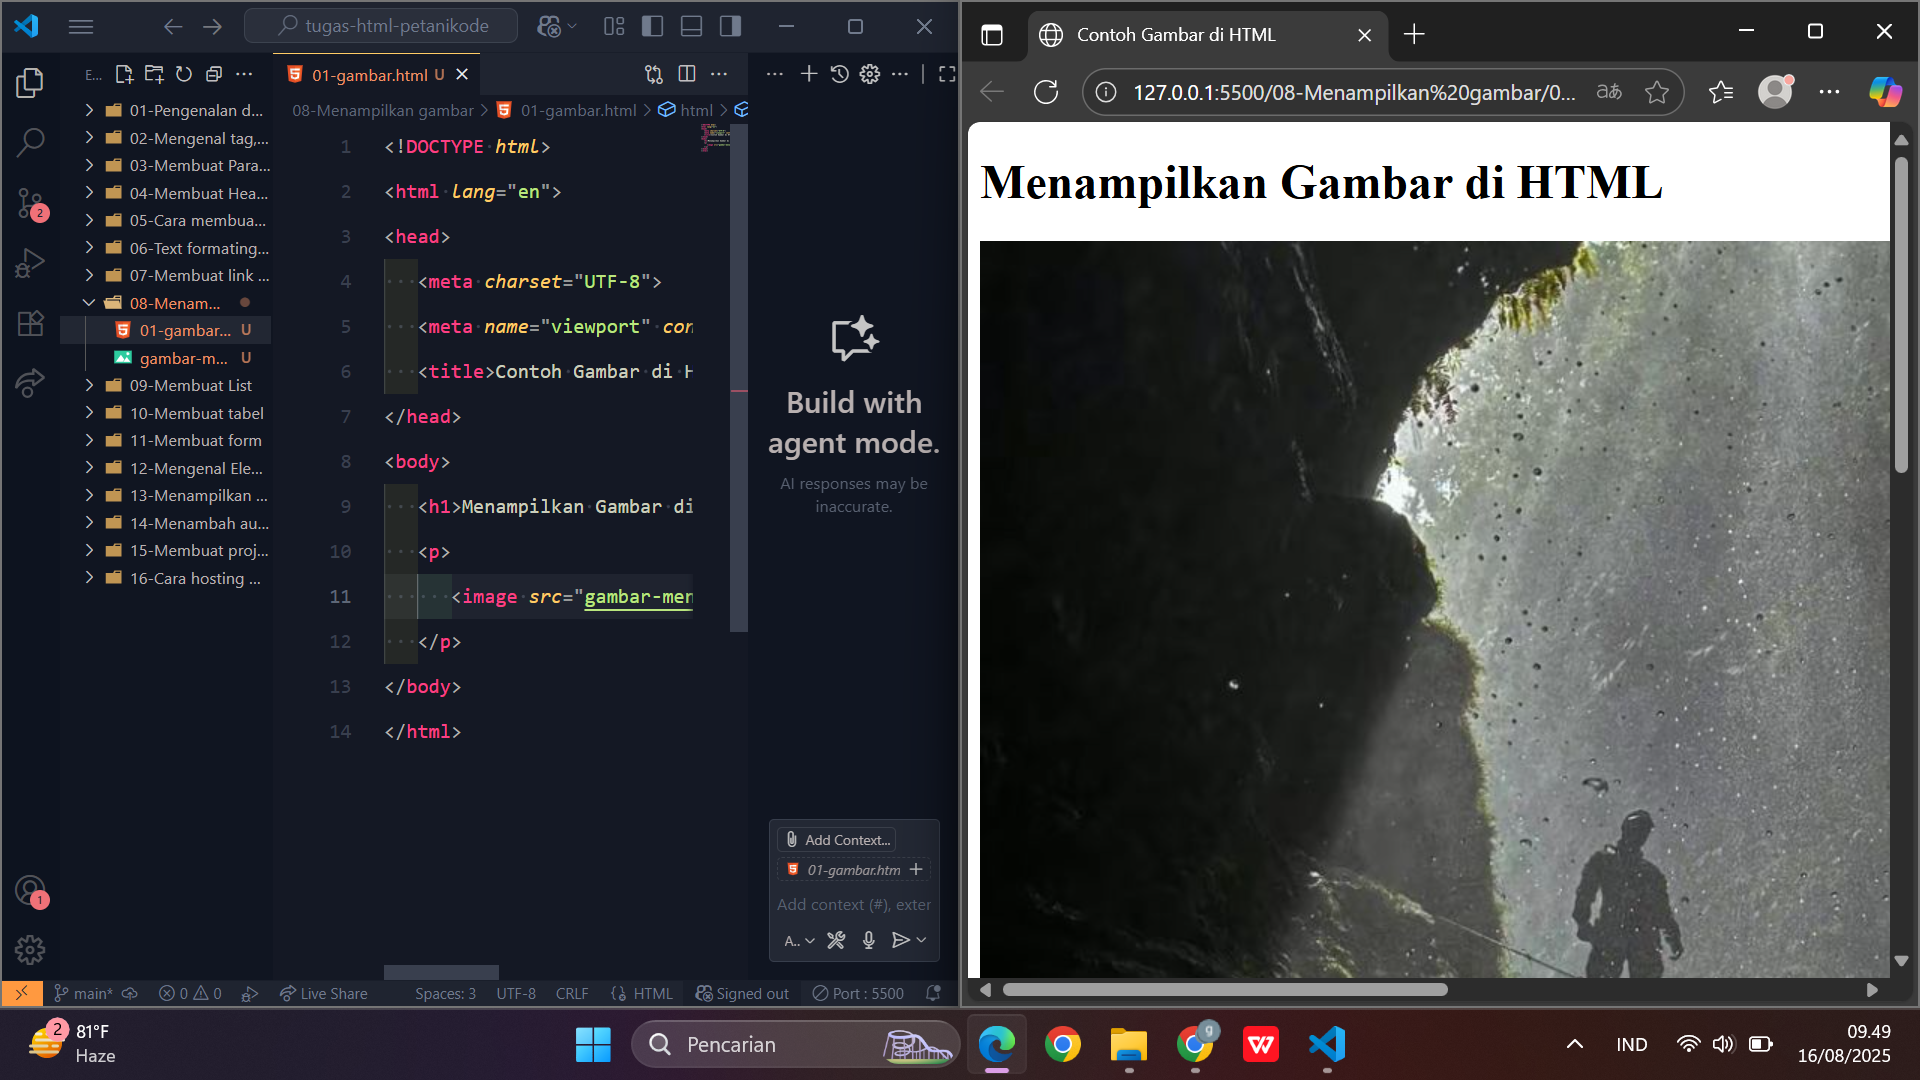 tugas-html-petanikode
E...
01-gambar.html U
01-Pengenalan d...
02-Mengenal tag,...
03-Membuat Para...
04-Membuat Hea...
05-Cara membua...
06-Text formating...
07-Membuat link ...
08-Menam...
01-gambar... U
gambar-m... U
09-Membuat List
10-Membuat tabel
11-Membuat form
12-Mengenal Ele...
13-Menampilkan ...
14-Menambah au...
15-Membuat proj...
16-Cara hosting ...
2
1
08-Menampilkan gambar > 01-gambar.html > html >
1 <!DOCTYPE html>
2 <html lang="en">
3 <head>
4 <meta charset="UTF-8">
5 <meta name="viewport" con
6 <title>Contoh Gambar di H
7 </head>
8 <body>
9 <h1>Menampilkan Gambar di
10 <p>
11 <image src="gambar-men
12 </p>
13 </body>
14 </html>
Build with
agent mode.
AI responses may be
inaccurate.
Add Context...
01-gambar.htm
Add context (#), exter
A..
main* 0 0 Live Share Spaces: 3 UTF-8 CRLF {} HTML Signed out Port : 5500
Contoh Gambar di HTML
127.0.0.1:5500/08-Menampilkan%20gambar/0...
aあ
Menampilkan Gambar di HTML
2
81°F
Haze
Pencarian
g
W
IND
09.49
16/08/2025